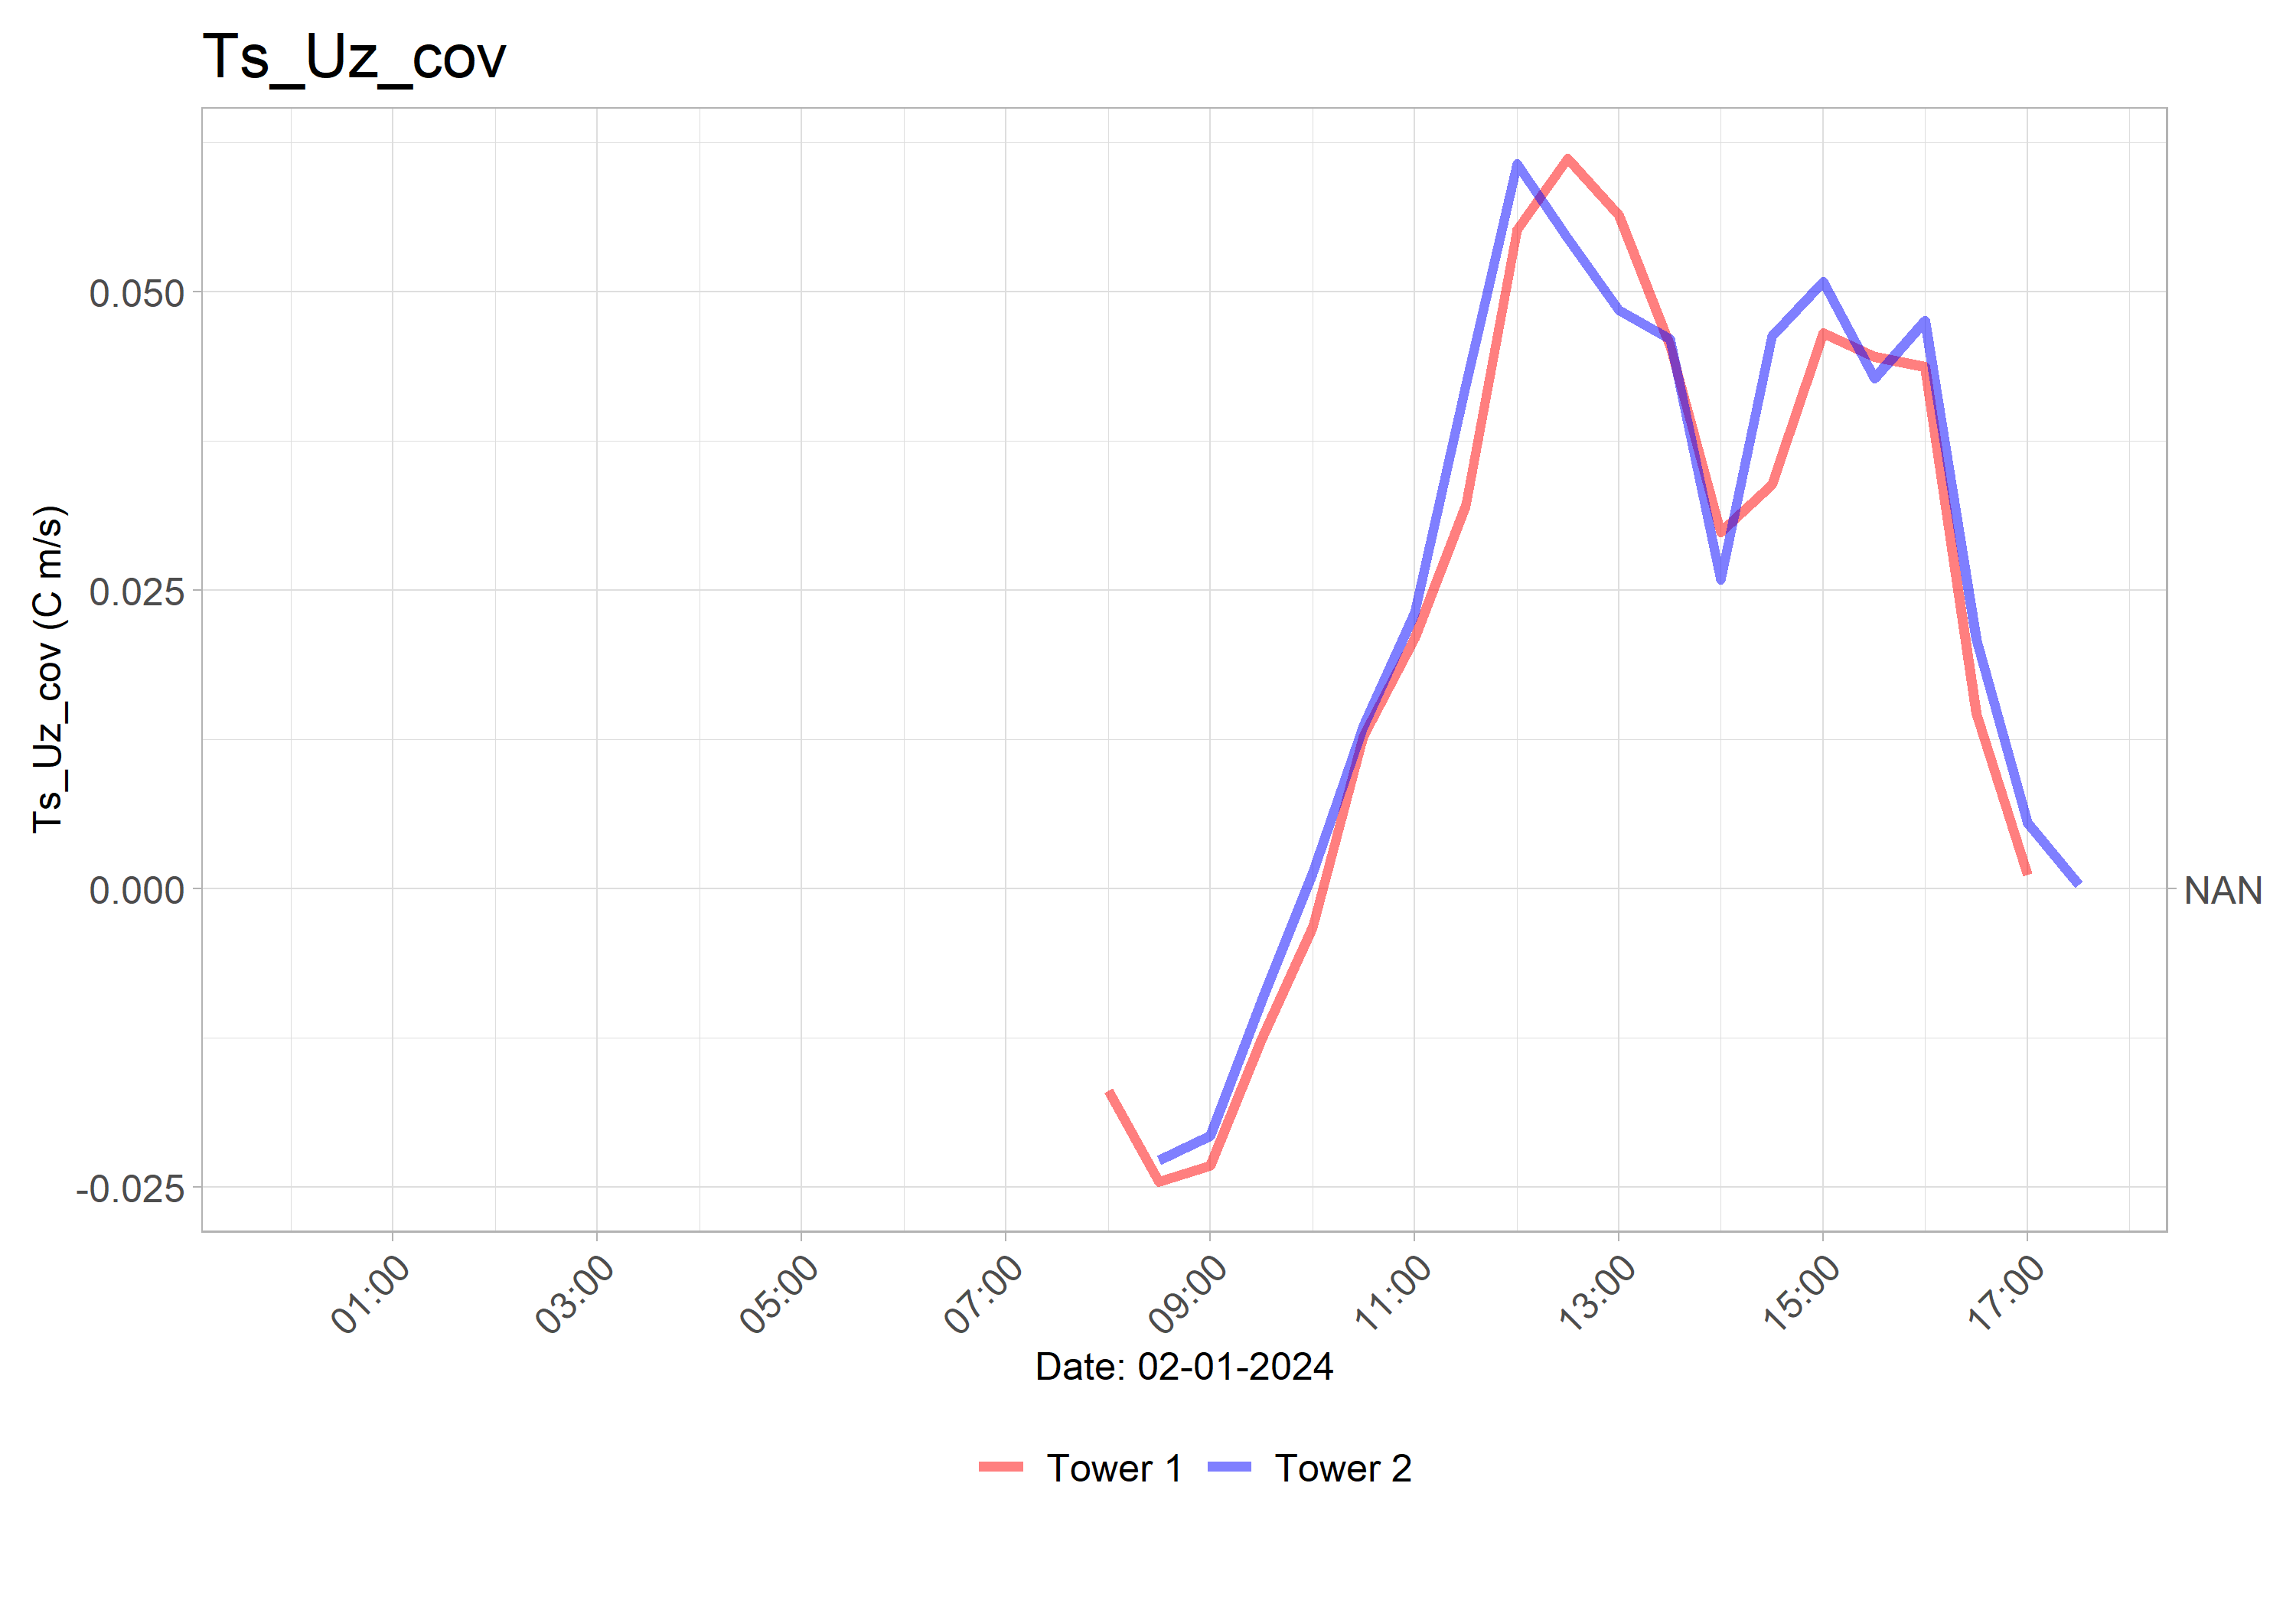 Ts_Uz_cov
Ts_Uz_cov (C m/s)
0.050
0.025
0.000
-0.025
NAN
01:00
03:00
05:00
07:00
09:00
11:00
13:00
15:00
17:00
Date: 02-01-2024
Tower 1
Tower 2